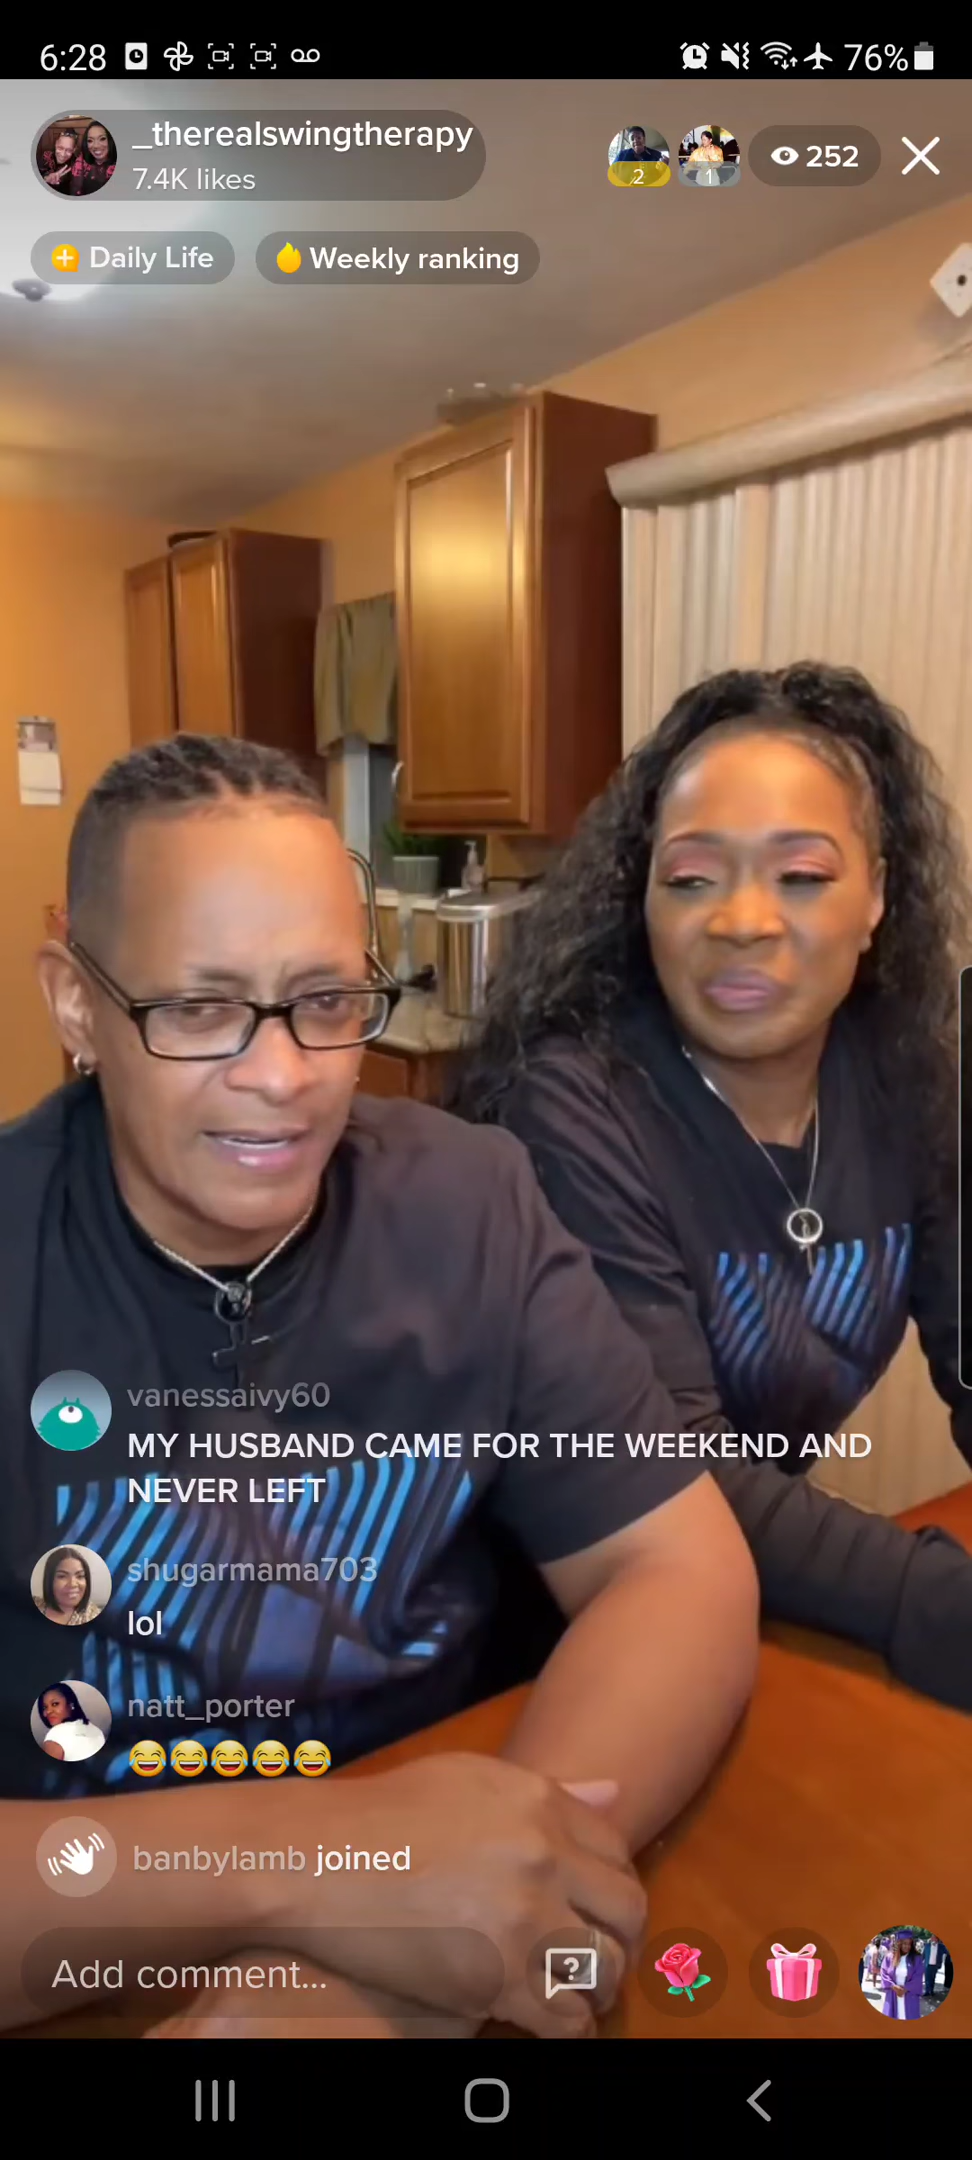 6:28
76%
_therealswingtherapy
7.4K likes
2
1
252
Daily Life
Weekly ranking
vanessaivy60
MY HUSBAND CAME FOR THE WEEKEND AND
NEVER LEFT
shugarmama703
lol
natt_porter
😂😂😂😂😂
banbylamb joined
Add comment...